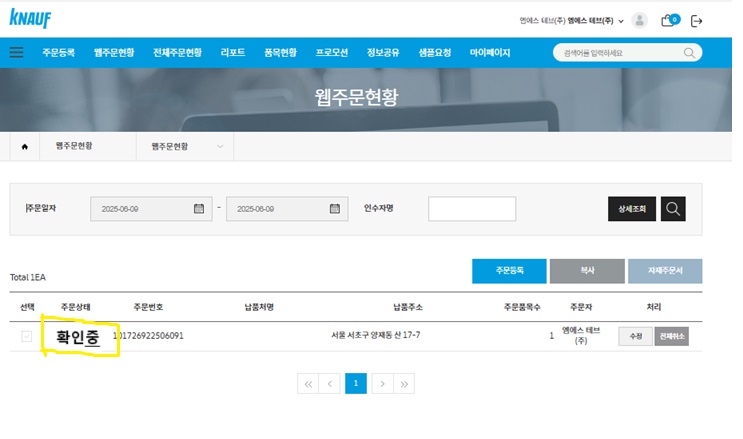 KNAUF
엔에스 테브(주) 엠에스 테브(주)
6
주문등록 웹주문현황 전체주문현황 리포트 품목현황 프로모션 정보공유 샘플요청 마이페이지
검색어를 입력하세요
웹주문현황
웹주문현황 웹주문현황
주문일자 2025-06-09 - 2025-06-09 인수자명 상세조회
주문등록 복사 자재주문서
Total 1EA
선택 주문상태 주문번호 납품처명 납품주소 주문품목수 주문자 처리
확인중 101726922506091 서울 서초구 양재동 산 17-7 1 엠에스 테브(주) 수정 전체취소
1